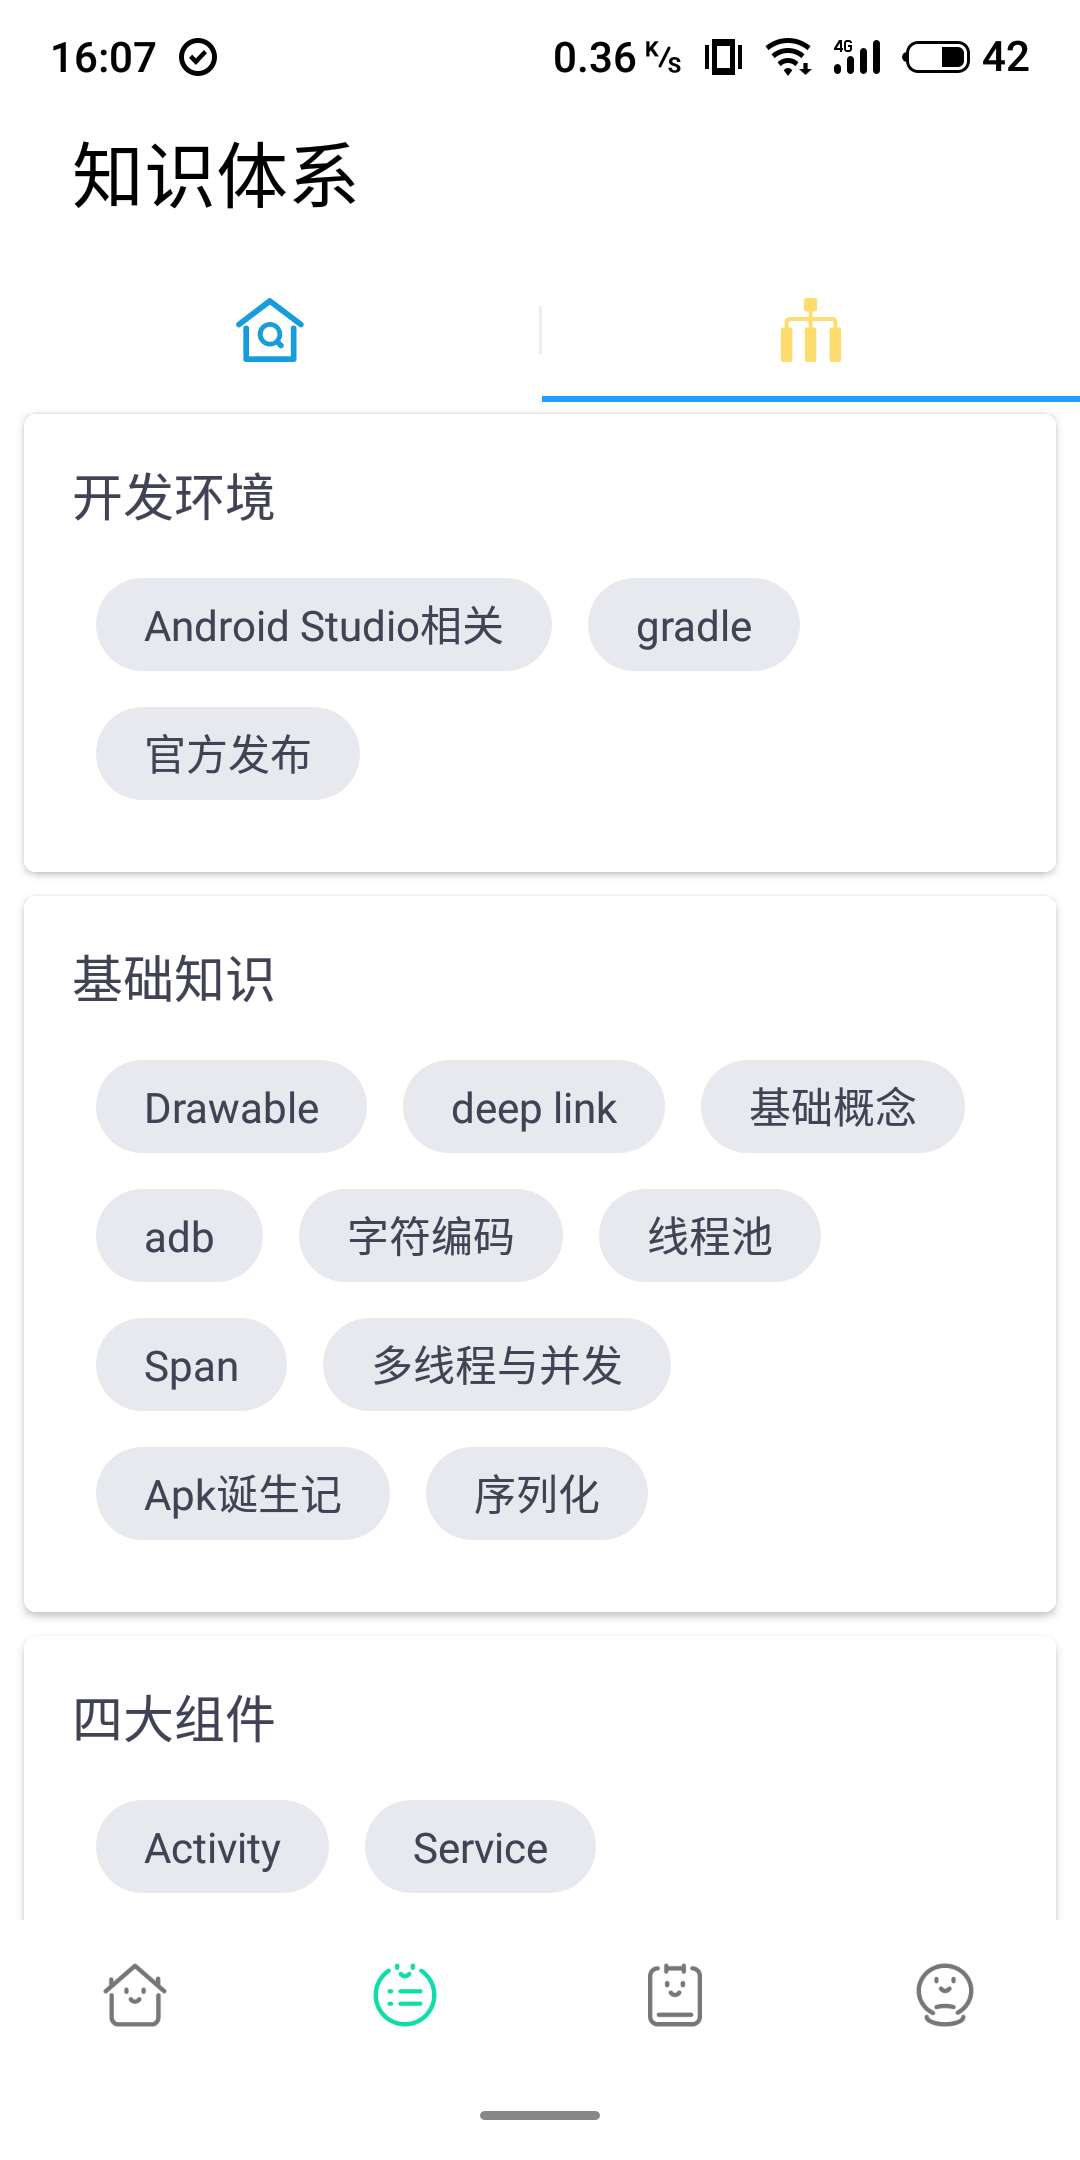 16:07 0.36 K/s 4G 42
知识体系
开发环境
Android Studio相关 gradle
官方发布
基础知识
Drawable deep link 基础概念
adb 字符编码 线程池
Span 多线程与并发
Apk诞生记 序列化
四大组件
Activity Service